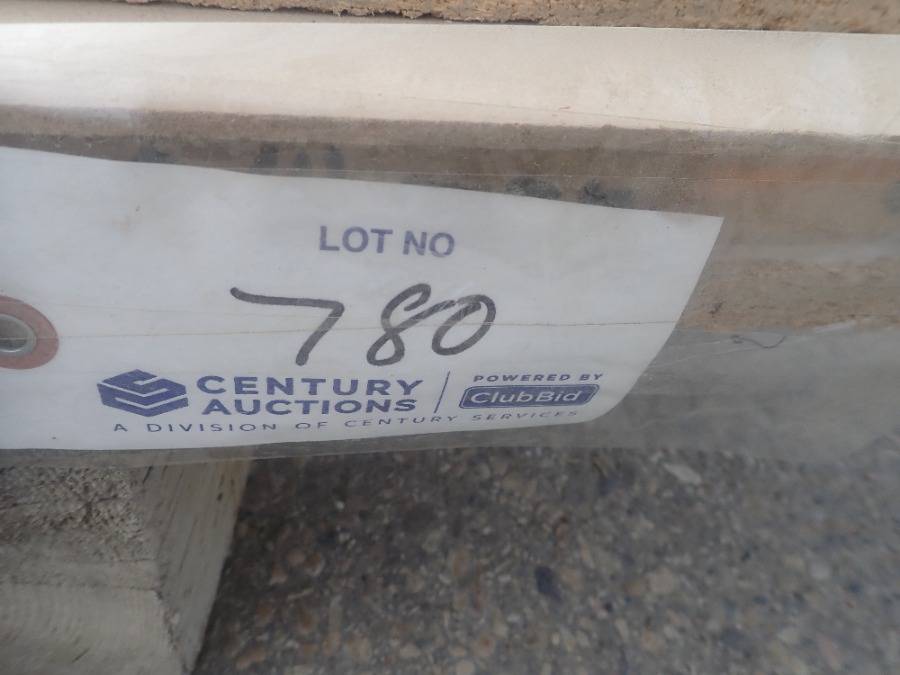 LOT NO
780
CENTURY AUCTIONS
POWERED BY
ClubBid
A DIVISION OF CENTURY SERVICES